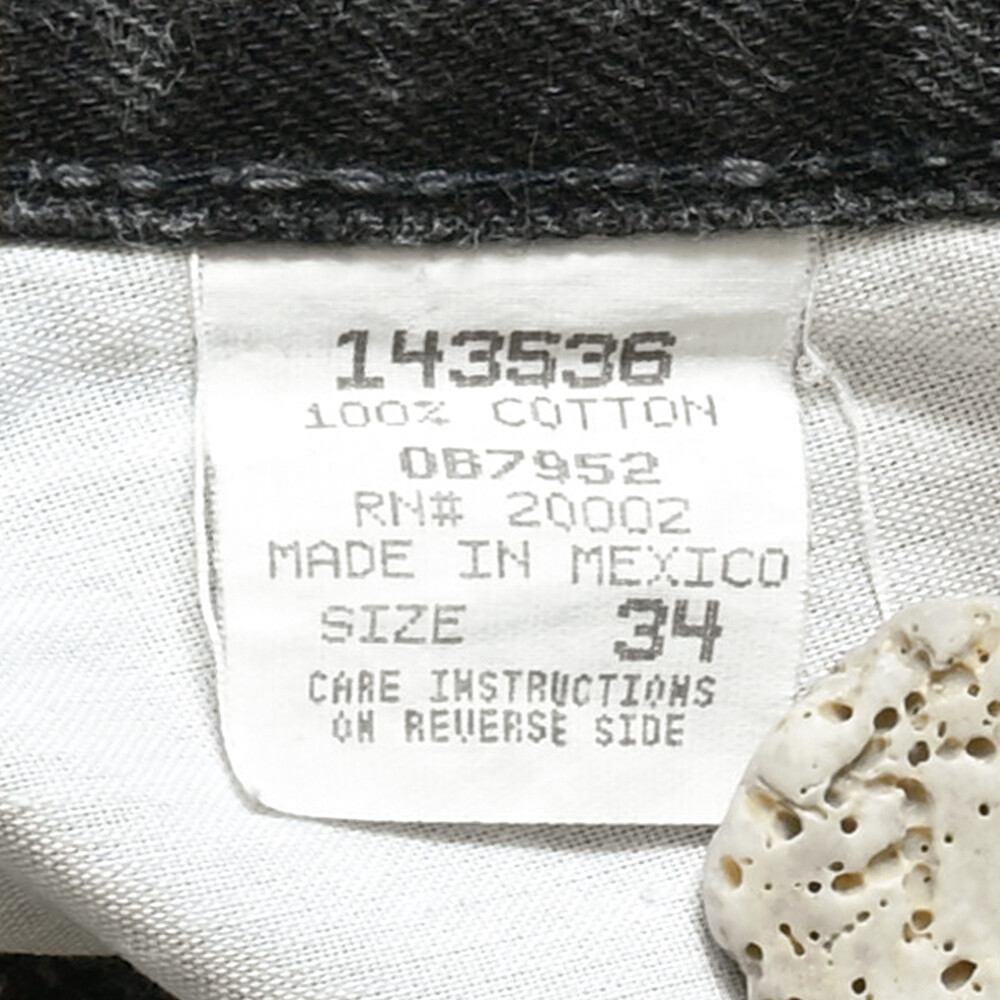 143536
100% COTTON
0B7952
RN# 20002
MADE IN MEXICO
SIZE 34
CARE INSTRUCTIONS
ON REVERSE SIDE